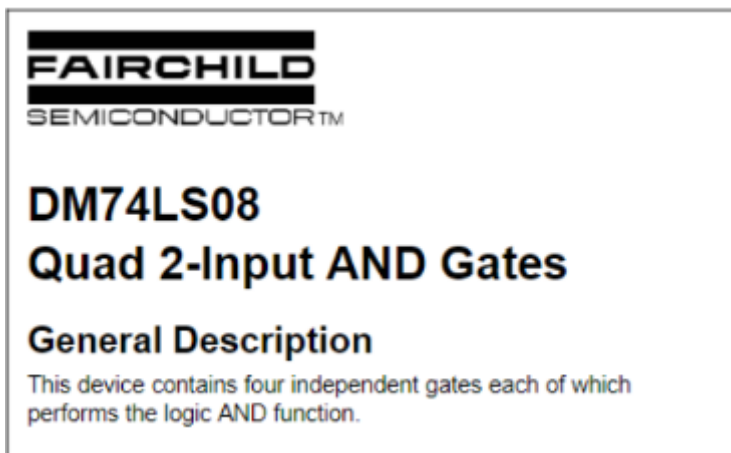 FAIRCHILD
SEMICONDUCTOR™
DM74LS08
Quad 2-Input AND Gates
General Description
This device contains four independent gates each of which
performs the logic AND function.